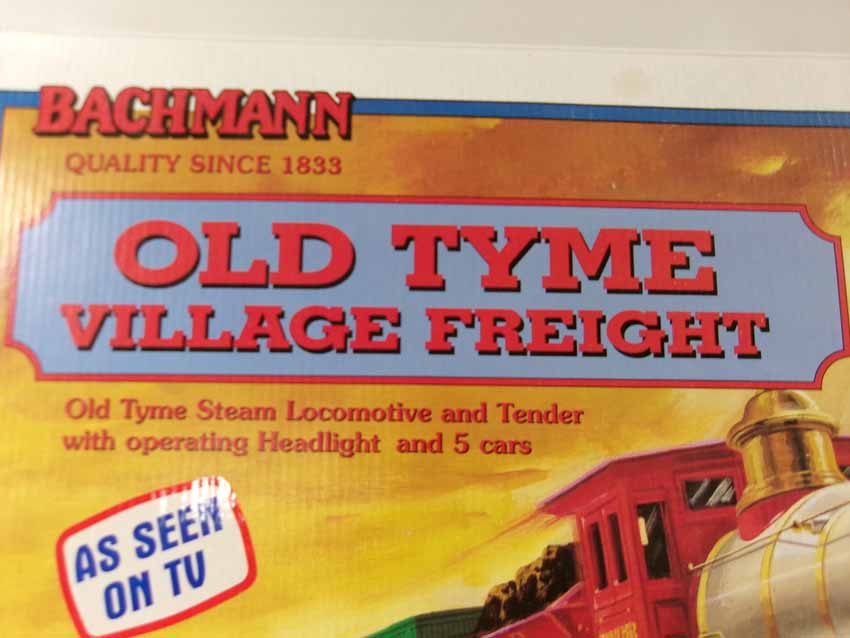 BACHMANN
QUALITY SINCE 1833
OLD TYME
VILLAGE FREIGHT
Old Tyme Steam Locomotive and Tender
with operating Headlight and 5 cars
AS SEEN
ON TV